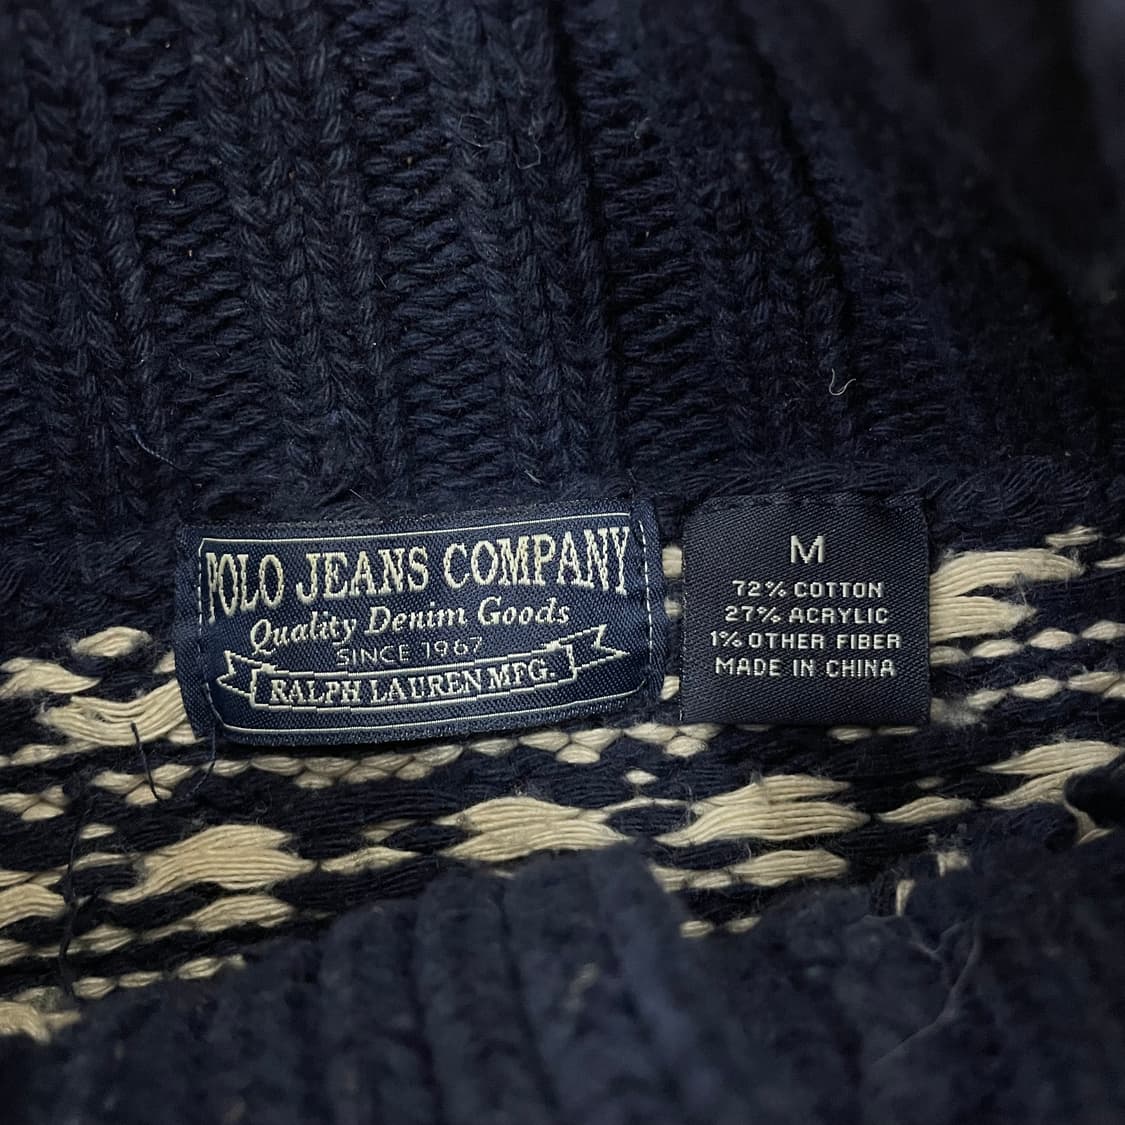 POLO JEANS COMPANY
Quality Denim Goods
SINCE 1967
RALPH LAUREN MFG.
M
72% COTTON
27% ACRYLIC
1% OTHER FIBER
MADE IN CHINA